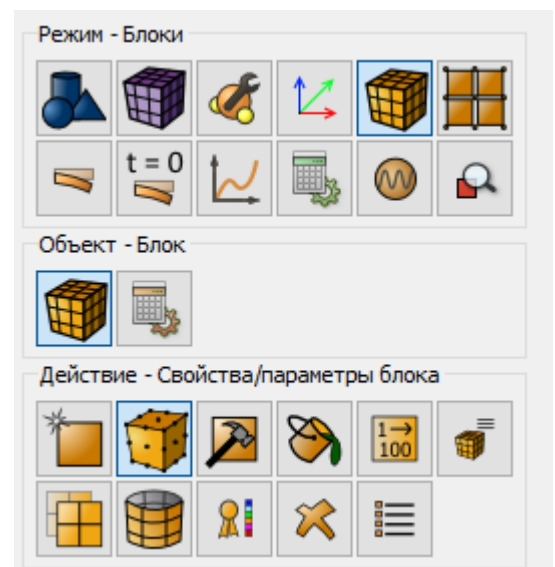 Режим - Блоки
t = 0
Объект - Блок
Действие - Свойства/параметры блока
1→
100